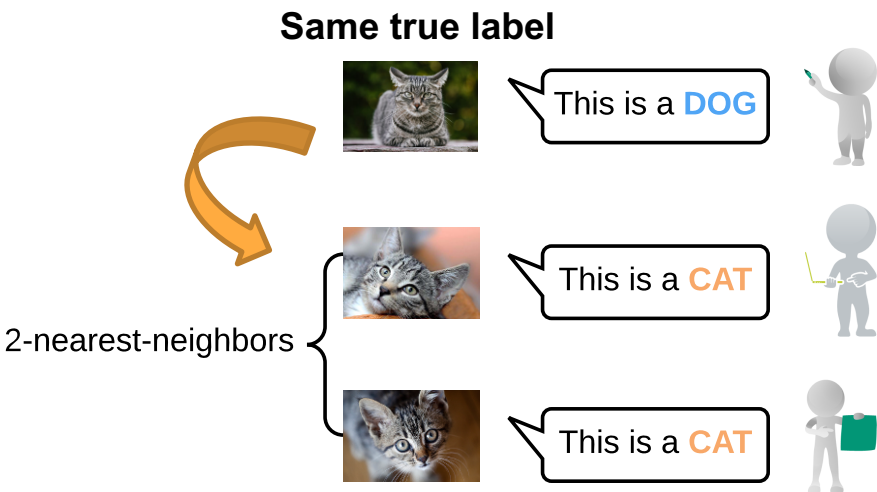 Same true label
This is a DOG
This is a CAT
2-nearest-neighbors
This is a CAT